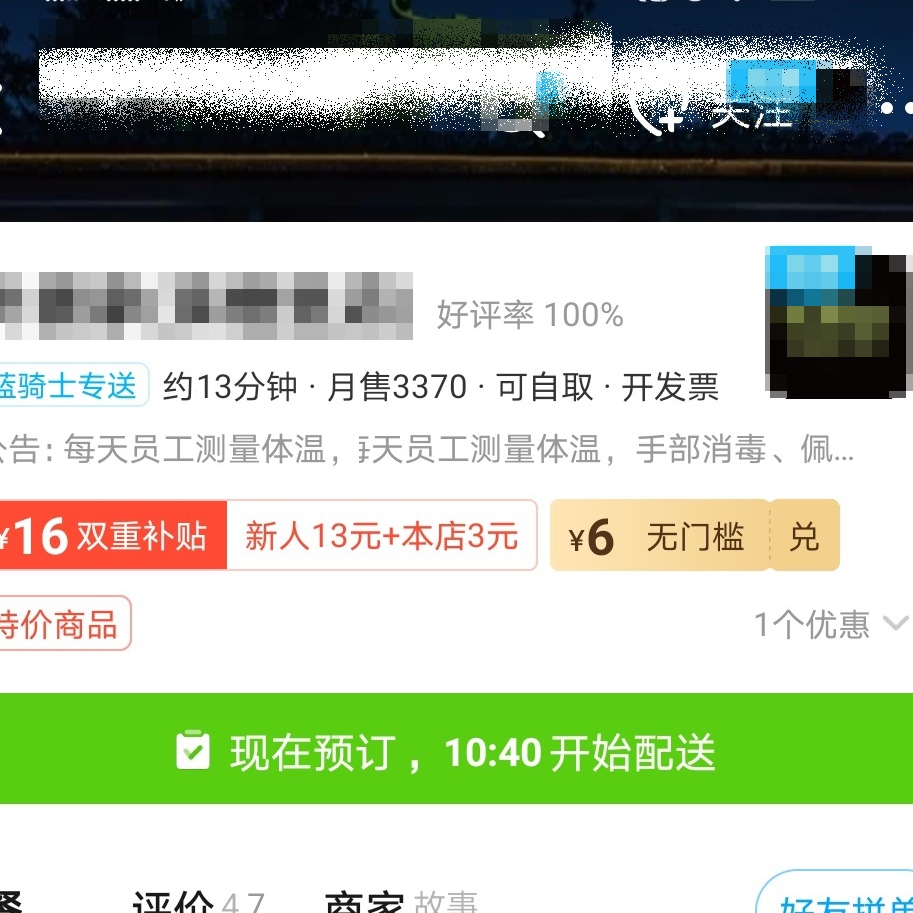 关注
好评率 100%
蓝骑士专送 约13分钟 · 月售3370 · 可自取 · 开发票
公告: 每天员工测量体温，每天员工测量体温，手部消毒、佩...
¥16 双重补贴 新人13元+本店3元 ¥6 无门槛 兑
特价商品 1个优惠
现在预订，10:40开始配送
评价 4.7 商家 故事 好友拼单